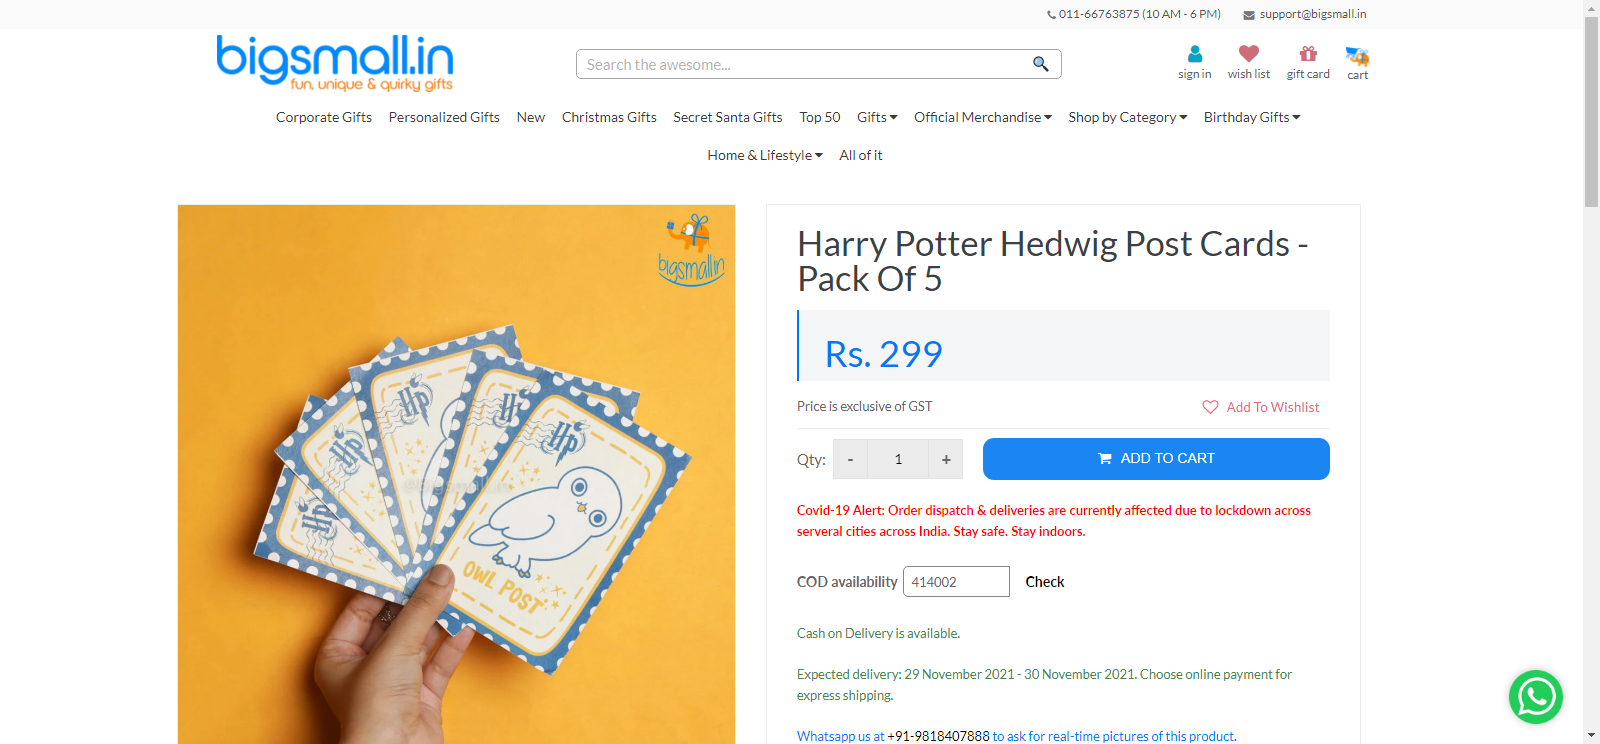 011-66763875 (10 AM - 6 PM) support@bigsmall.in
bigsmall.in
fun, unique & quirky gifts
Search the awesome...
sign in wish list gift card cart
Corporate Gifts Personalized Gifts New Christmas Gifts Secret Santa Gifts Top 50 Gifts Official Merchandise Shop by Category Birthday Gifts
Home & Lifestyle All of it
bigsmall.in
HP
HP
HP
HP
HP
OWL POST
Harry Potter Hedwig Post Cards -
Pack Of 5
Rs. 299
Price is exclusive of GST
Add To Wishlist
Qty: - 1 + ADD TO CART
Covid-19 Alert: Order dispatch & deliveries are currently affected due to lockdown across
serveral cities across India. Stay safe. Stay indoors.
COD availability 414002 Check
Cash on Delivery is available.
Expected delivery: 29 November 2021 - 30 November 2021. Choose online payment for
express shipping.
Whatsapp us at +91-9818407888 to ask for real-time pictures of this product.